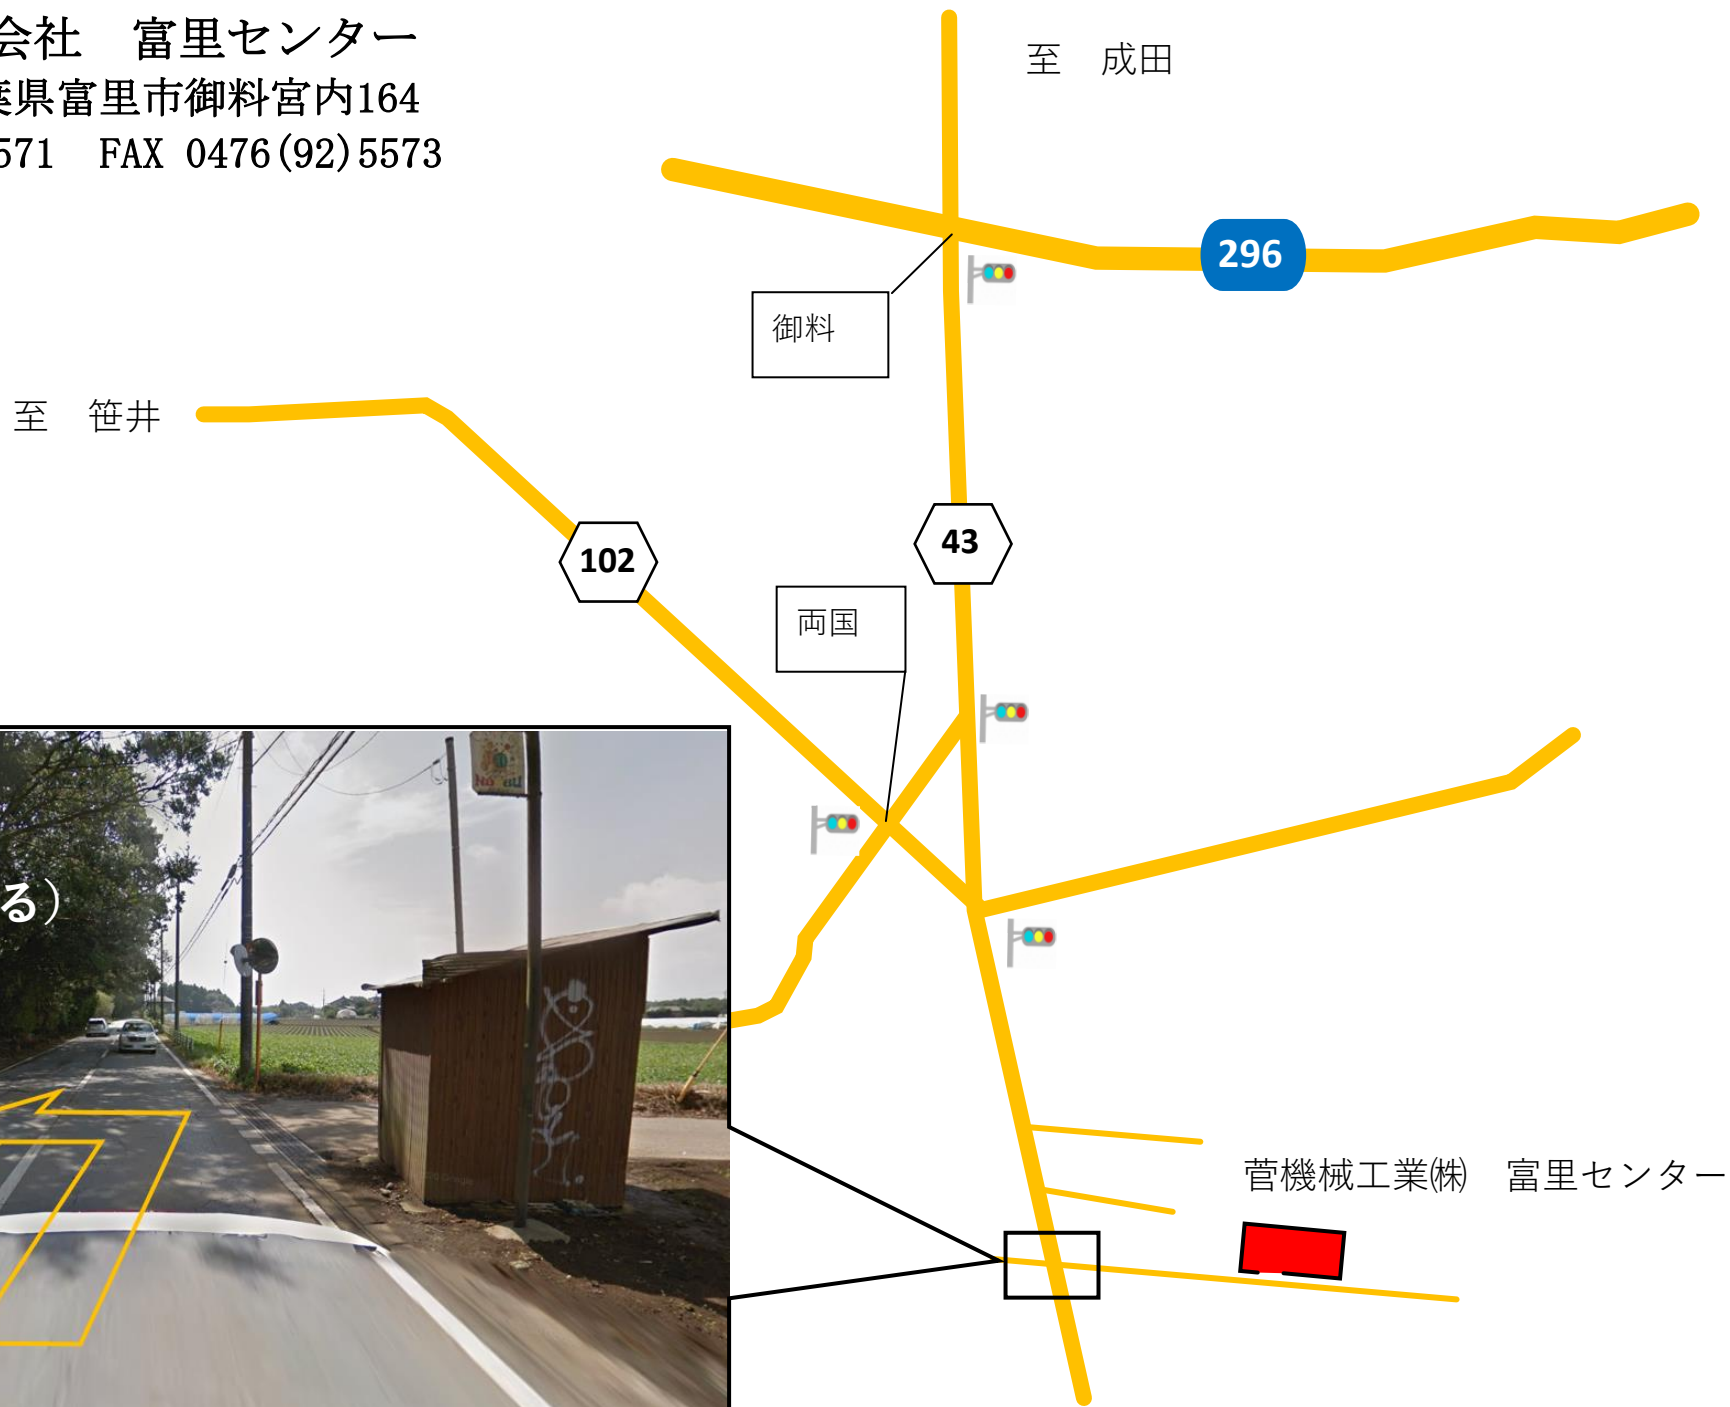 会社　富里センター
葉県富里市御料宮内164
571　FAX 0476(92)5573
至　成田
296
御料
至　笹井
43
102
両国
る）
菅機械工業㈱　富里センター